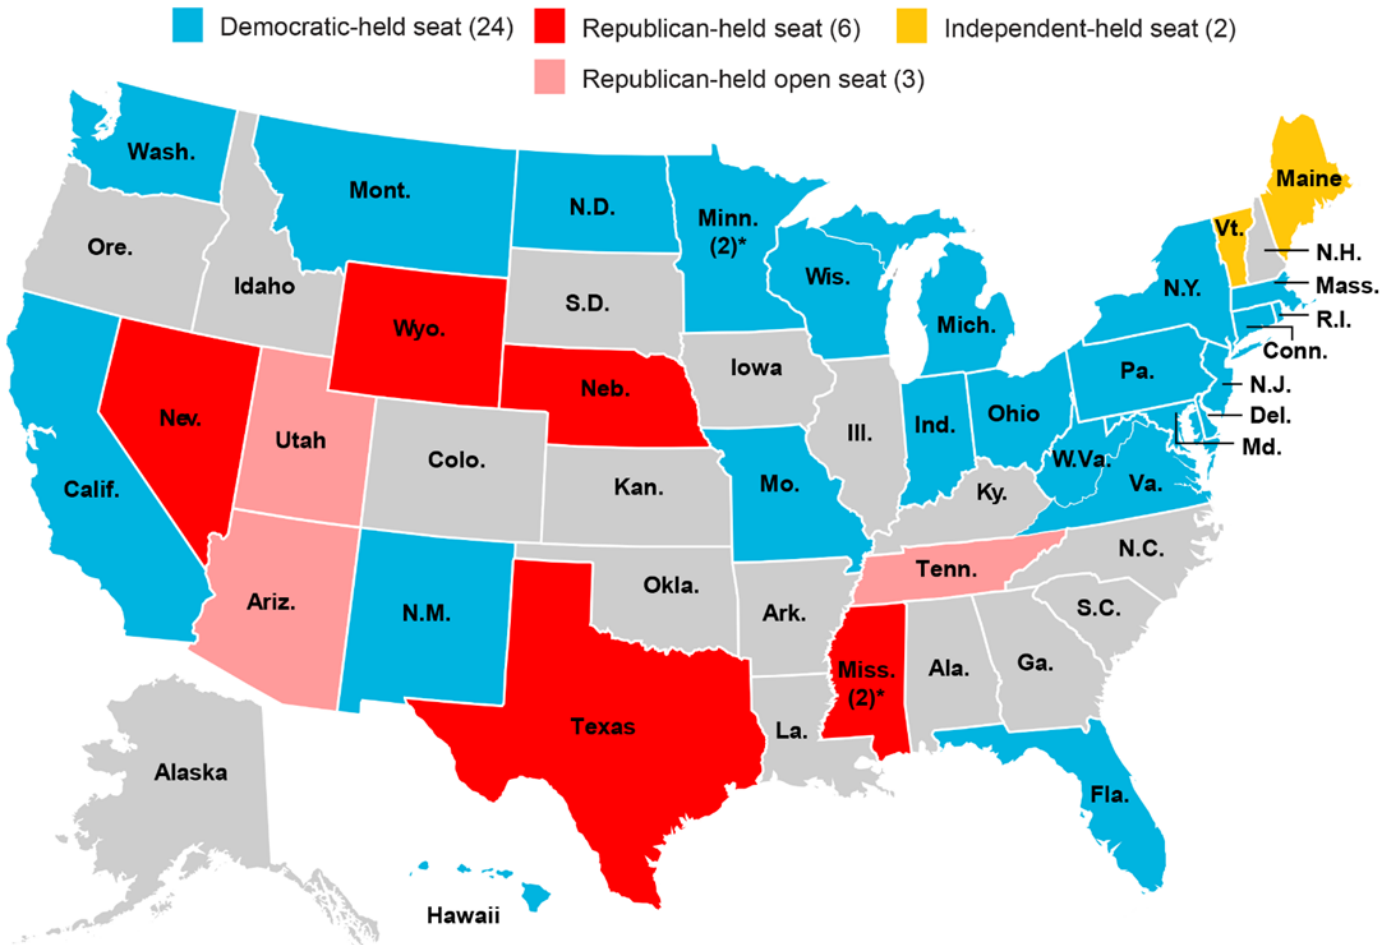 Democratic-held seat (24) Republican-held seat (6) Independent-held seat (2)
Republican-held open seat (3)
Wash.
Mont.
N.D.
Minn.
(2)*
Maine
Vt.
Ore.
N.H.
Idaho
Wis.
N.Y.
Mass.
S.D.
R.I.
Wyo.
Mich.
Conn.
Iowa
Pa.
Neb.
N.J.
Nev.
Ohio
Del.
Utah
Ill.
Ind.
Md.
Colo.
W.Va.
Calif.
Kan.
Mo.
Ky.
Va.
N.C.
Tenn.
Okla.
Ariz.
N.M.
Ark.
S.C.
Miss.
(2)*
Ala.
Ga.
Texas
La.
Alaska
Fla.
Hawaii